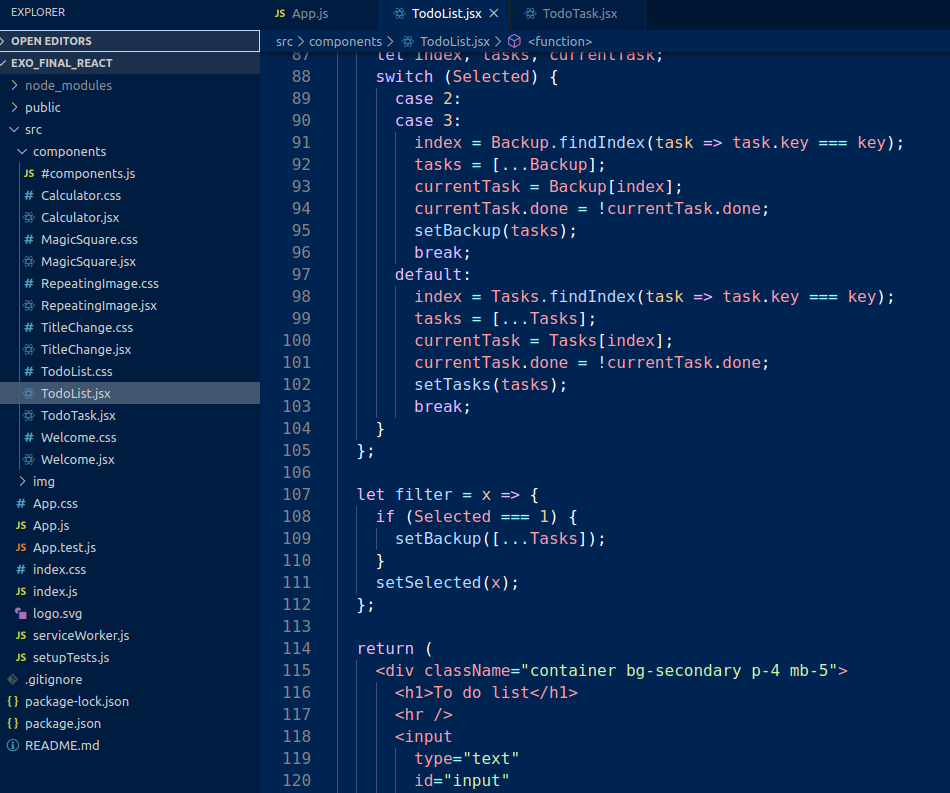 EXPLORER
OPEN EDITORS
EXO_FINAL_REACT
node_modules
public
src
components
JS #components.js
# Calculator.css
Calculator.jsx
# MagicSquare.css
MagicSquare.jsx
# RepeatingImage.css
RepeatingImage.jsx
# TitleChange.css
TitleChange.jsx
# TodoList.css
TodoList.jsx
TodoTask.jsx
# Welcome.css
Welcome.jsx
img
# App.css
JS App.js
JS App.test.js
# index.css
JS index.js
logo.svg
JS serviceWorker.js
JS setupTests.js
.gitignore
{} package-lock.json
{} package.json
README.md
JS App.js TodoList.jsx TodoTask.jsx
src > components > TodoList.jsx > <function>
87 let index, tasks, currentTask;
88 switch (Selected) {
89 case 2:
90 case 3:
91 index = Backup.findIndex(task => task.key === key);
92 tasks = [...Backup];
93 currentTask = Backup[index];
94 currentTask.done = !currentTask.done;
95 setBackup(tasks);
96 break;
97 default:
98 index = Tasks.findIndex(task => task.key === key);
99 tasks = [...Tasks];
100 currentTask = Tasks[index];
101 currentTask.done = !currentTask.done;
102 setTasks(tasks);
103 break;
104 }
105 };
106
107 let filter = x => {
108 if (Selected === 1) {
109 setBackup([...Tasks]);
110 }
111 setSelected(x);
112 };
113
114 return (
115 <div className="container bg-secondary p-4 mb-5">
116 <h1>To do list</h1>
117 <hr />
118 <input
119 type="text"
120 id="input"